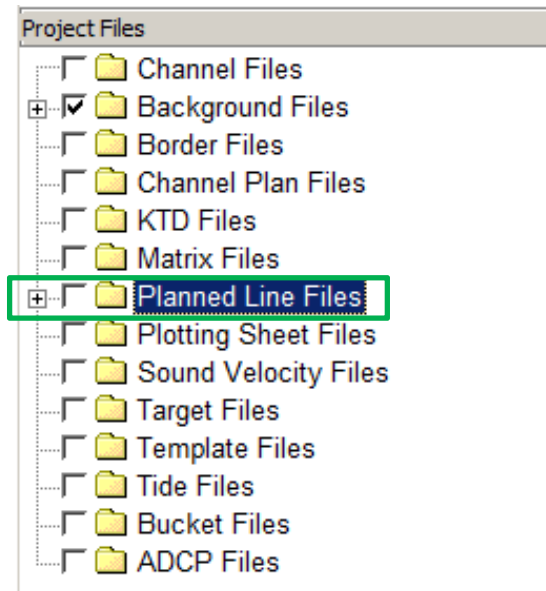 Project Files
Channel Files
Background Files
Border Files
Channel Plan Files
KTD Files
Matrix Files
Planned Line Files
Plotting Sheet Files
Sound Velocity Files
Target Files
Template Files
Tide Files
Bucket Files
ADCP Files